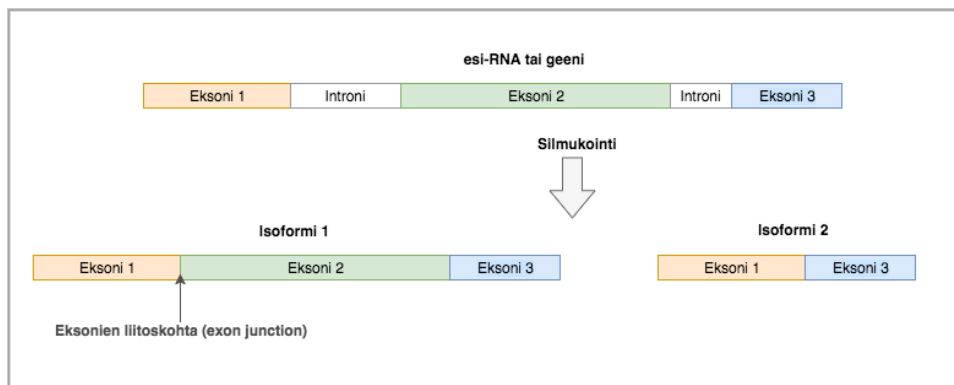 esi-RNA tai geeni
Eksoni 1 Introni Eksoni 2 Introni Eksoni 3
Silmukointi
Isoformi 1 Isoformi 2
Eksoni 1 Eksoni 2 Eksoni 3 Eksoni 1 Eksoni 3
Eksonien liitoskohta (exon junction)